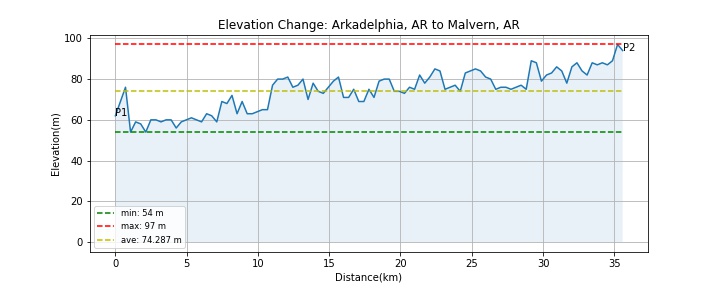 Elevation Change: Arkadelphia, AR to Malvern, AR
Elevation(m)
100
80
60
40
20
0
P1
P2
min: 54 m
max: 97 m
ave: 74.287 m
0 5 10 15 20 25 30 35
Distance(km)